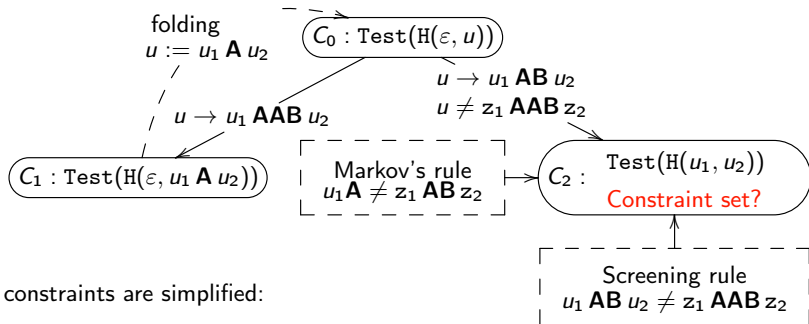 folding
u := u₁ A u₂
C₀ : Test(H(ε, u))
u → u₁ AAB u₂
u → u₁ AB u₂
u ≠ z₁ AAB z₂
C₁ : Test(H(ε, u₁ A u₂))
Markov's rule
u₁A ≠ z₁ AB z₂
C₂ : Test(H(u₁, u₂))
Constraint set?
Screening rule
u₁ AB u₂ ≠ z₁ AAB z₂
constraints are simplified: